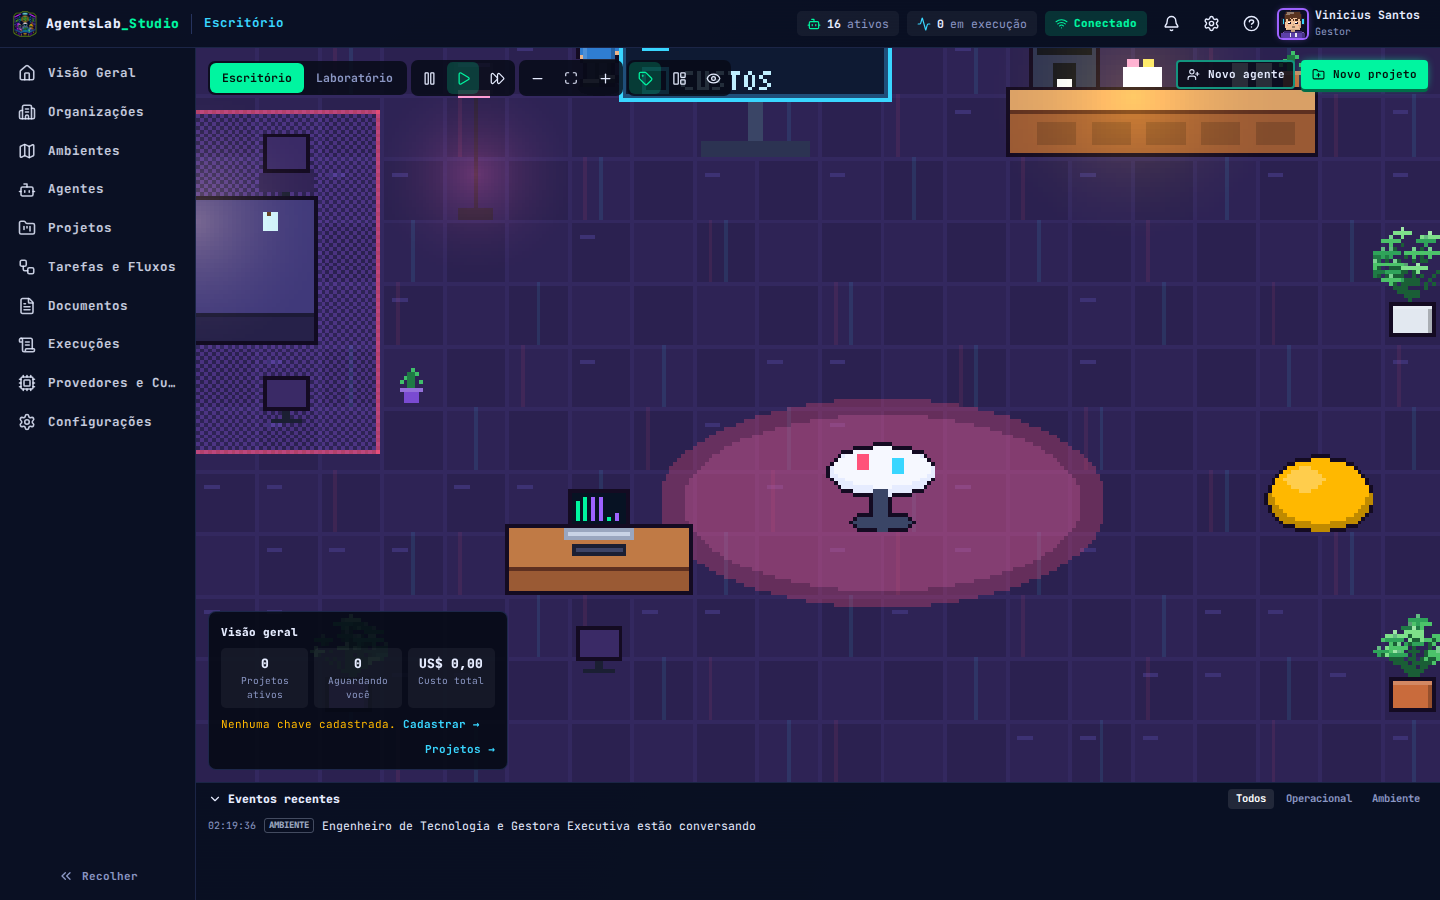 AgentsLab_Studio
Escritório
16 ativos
0 em execução
Conectado
Vinicius Santos
Gestor
Visão Geral
Organizações
Ambientes
Agentes
Projetos
Tarefas e Fluxos
Documentos
Execuções
Provedores e Cu…
Configurações
Recolher
Escritório
Laboratório
TOS
Novo agente
Novo projeto
Visão geral
0
Projetos ativos
0
Aguardando você
US$ 0,00
Custo total
Nenhuma chave cadastrada. Cadastrar →
Projetos →
Eventos recentes
Todos
Operacional
Ambiente
02:19:36 AMBIENTE Engenheiro de Tecnologia e Gestora Executiva estão conversando